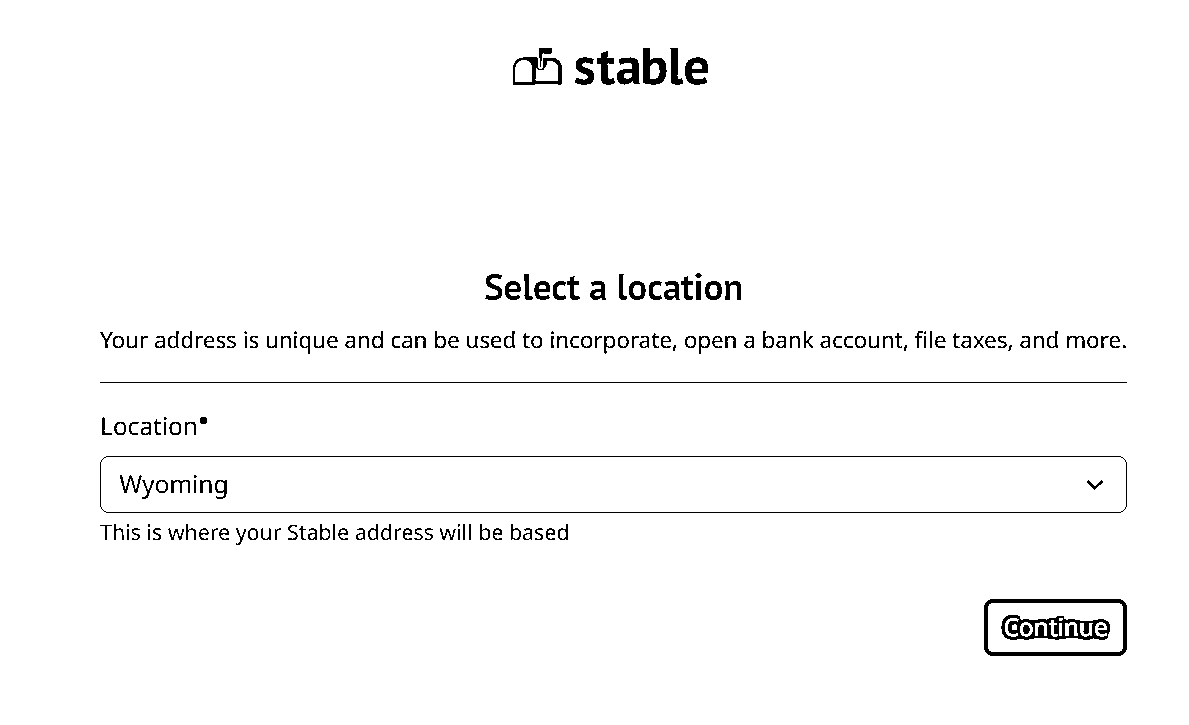 stable
Select a location
Your address is unique and can be used to incorporate, open a bank account, file taxes, and more.
Location•
Wyoming
This is where your Stable address will be based
Continue